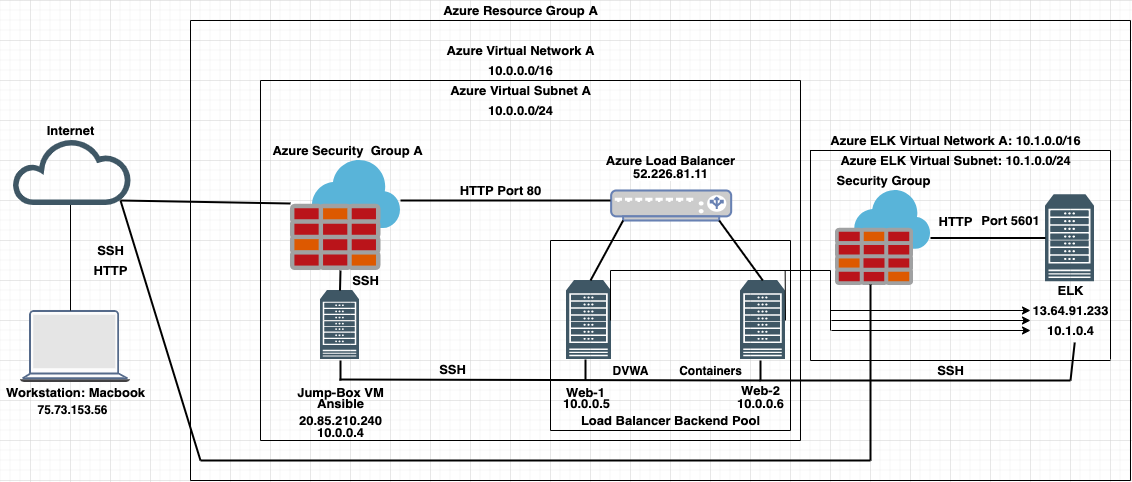 Azure Resource Group A
Azure Virtual Network A
10.0.0.0/16
Azure Virtual Subnet A
10.0.0.0/24
Internet
Azure Security Group A
Azure Load Balancer
52.226.81.11
HTTP Port 80
Azure ELK Virtual Network A: 10.1.0.0/16
Azure ELK Virtual Subnet: 10.1.0.0/24
Security Group
HTTP Port 5601
SSH
HTTP
SSH
ELK
13.64.91.233
10.1.0.4
SSH
DVWA
Containers
SSH
Workstation: Macbook
75.73.153.56
Jump-Box VM
Ansible
20.85.210.240
10.0.0.4
Web-1
10.0.0.5
Web-2
10.0.0.6
Load Balancer Backend Pool